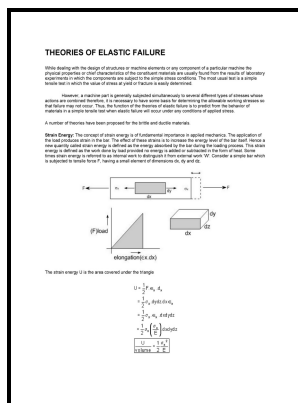 THEORIES OF ELASTIC FAILURE
While dealing with the design of structures or machine elements or any component of a particular machine the
physical properties or chief characteristics of the constituent materials are usually found from the results of laboratory
experiments in which the components are subject to the simple stress conditions. The most usual test is a simple
tensile test in which the value of stress at yield or fracture is easily determined.
However, a machine part is generally subjected simultaneously to several different types of stresses whose
actions are combined therefore, it is necessary to have some basis for determining the allowable working stresses so
that failure may not occur. Thus, the function of the theories of elastic failure is to predict from the behavior of
materials in a simple tensile test when elastic failure will occur under any conditions of applied stress.
A number of theories have been proposed for the brittle and ductile materials.
Strain Energy: The concept of strain energy is of fundamental importance in applied mechanics. The application of
the load produces strain in the bar. The effect of these strains is to increase the energy level of the bar itself. Hence a
new quantity called strain energy is defined as the energy absorbed by the bar during the loading process. This strain
energy is defined as the work done by load provided no energy is added or subtracted in the form of heat. Some
times strain energy is referred to as internal work to distinguish it from external work 'W'. Consider a simple bar which
is subjected to tensile force F, having a small element of dimensions dx, dy and dz.
F
dy
dx
F
(F)load
dy
dz
dx
elongation(εx.dx)
The strain energy U is the area covered under the triangle